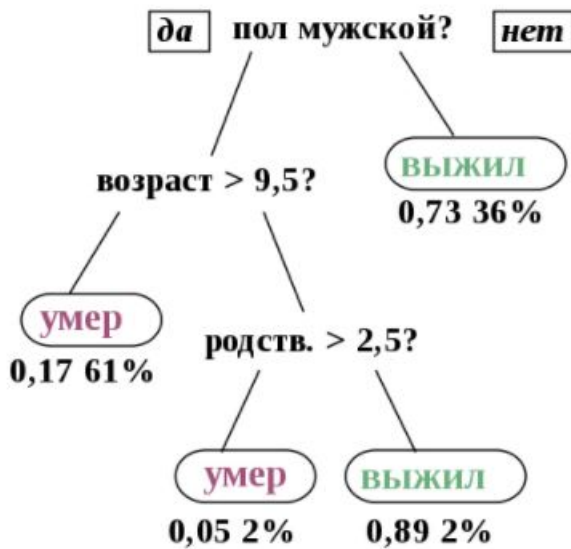 да пол мужской? нет
выжил
возраст > 9,5?
0,73 36%
умер
родств. > 2,5?
0,17 61%
умер выжил
0,05 2% 0,89 2%